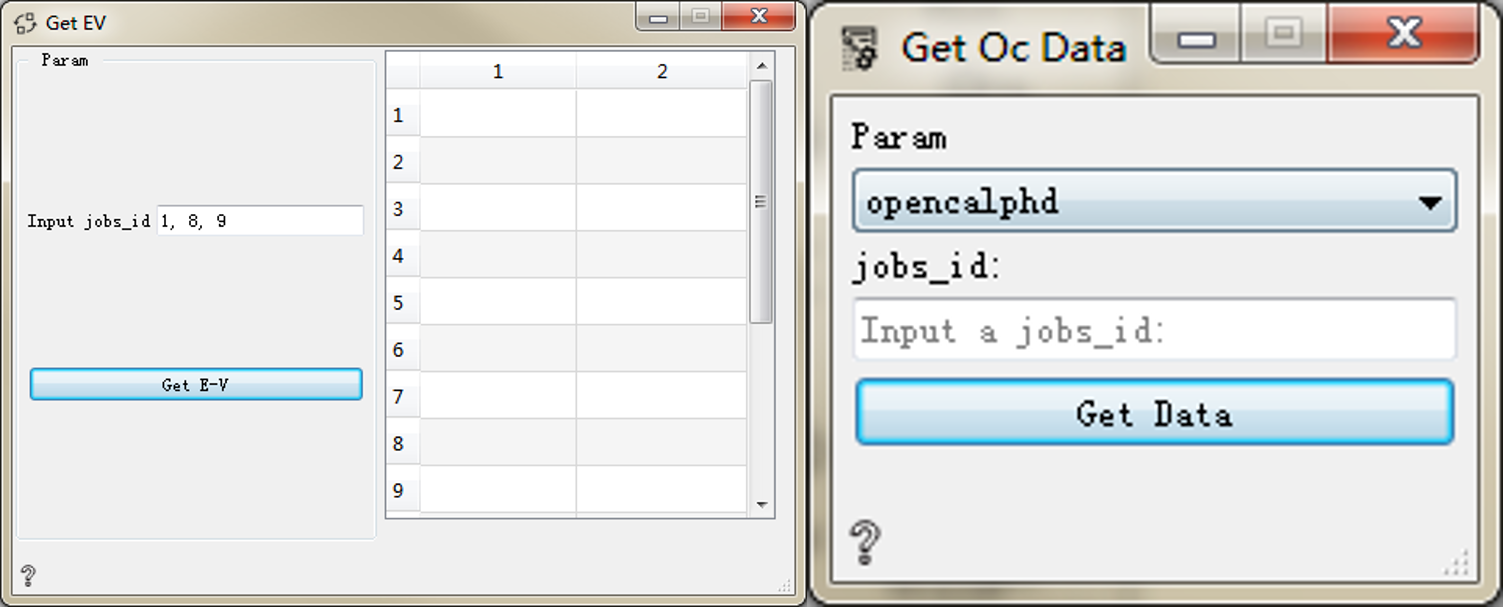 Get EV
Param
Input jobs_id 1, 8, 9
Get E-V
1 2
1
2
3
4
5
6
7
8
9
?
Get Oc Data
Param
opencalphd
jobs_id:
Input a jobs_id:
Get Data
?